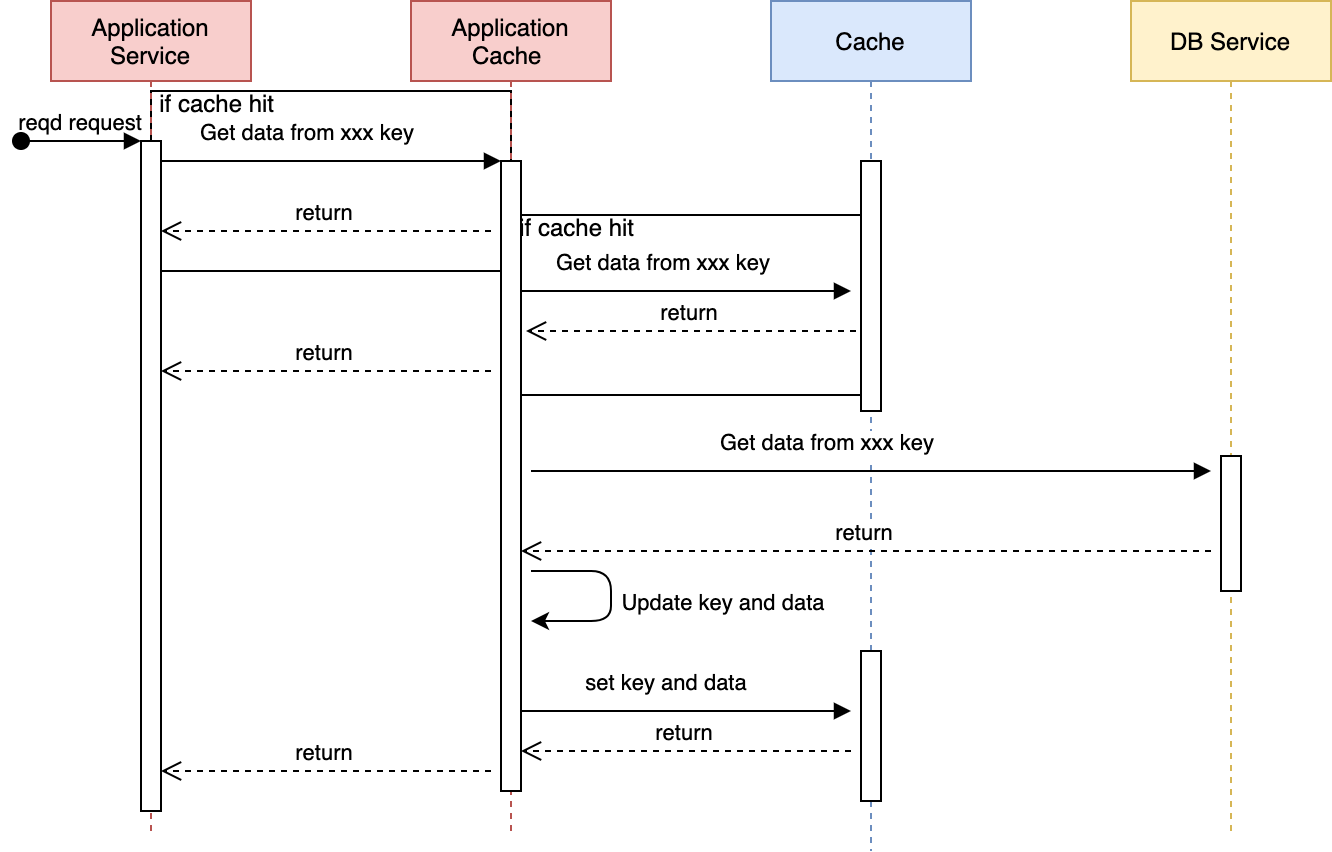 Application
Service
Application
Cache
Cache
DB Service
if cache hit
reqd request
Get data from xxx key
return
if cache hit
Get data from xxx key
return
return
Get data from xxx key
return
Update key and data
set key and data
return
return